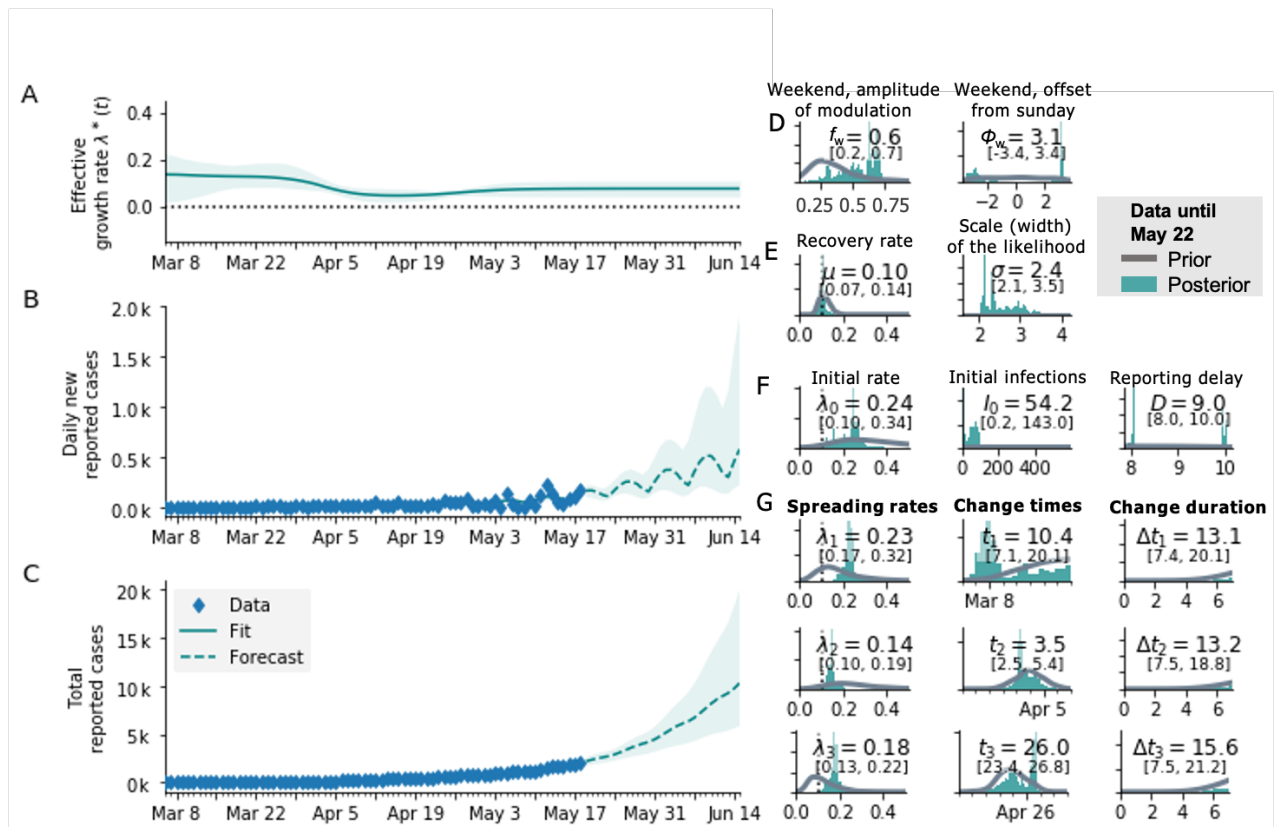 A
Effective
growth rate λ * (t)
0.4
0.2
0.0
Mar 8 Mar 22 Apr 5 Apr 19 May 3 May 17 May 31 Jun 14
B
Daily new
reported cases
2.0 k
1.5 k
1.0 k
0.5 k
0.0 k
Mar 8 Mar 22 Apr 5 Apr 19 May 3 May 17 May 31 Jun 14
C
Total
reported cases
20 k
15 k
10 k
5 k
0 k
Data
Fit
Forecast
Mar 8 Mar 22 Apr 5 Apr 19 May 3 May 17 May 31 Jun 14
D
Weekend, amplitude
of modulation
fw = 0.6
[0.2, 0.7]
0.25 0.5 0.75
Weekend, offset
from sunday
Φw = 3.1
[-3.4, 3.4]
−2 0 2
Data until
May 22
Prior
Posterior
E
Recovery rate
μ = 0.10
[0.07, 0.14]
0.0 0.2 0.4
Scale (width)
of the likelihood
σ = 2.4
[2.1, 3.5]
2 3 4
F
Initial rate
λ0 = 0.24
[0.10, 0.34]
0.0 0.2 0.4
Initial infections
I0 = 54.2
[0.2, 143.0]
0 200 400
Reporting delay
D = 9.0
[8.0, 10.0]
8 9 10
G
Spreading rates
Change times
Change duration
λ1 = 0.23
[0.17, 0.32]
0.0 0.2 0.4
t1 = 10.4
[7.1, 20.1]
Mar 8
Δt1 = 13.1
[7.4, 20.1]
0 2 4 6
λ2 = 0.14
[0.10, 0.19]
0.0 0.2 0.4
t2 = 3.5
[2.5, 5.4]
Apr 5
Δt2 = 13.2
[7.5, 18.8]
0 2 4 6
λ3 = 0.18
[0.13, 0.22]
0.0 0.2 0.4
t3 = 26.0
[23.4, 26.8]
Apr 26
Δt3 = 15.6
[7.5, 21.2]
0 2 4 6